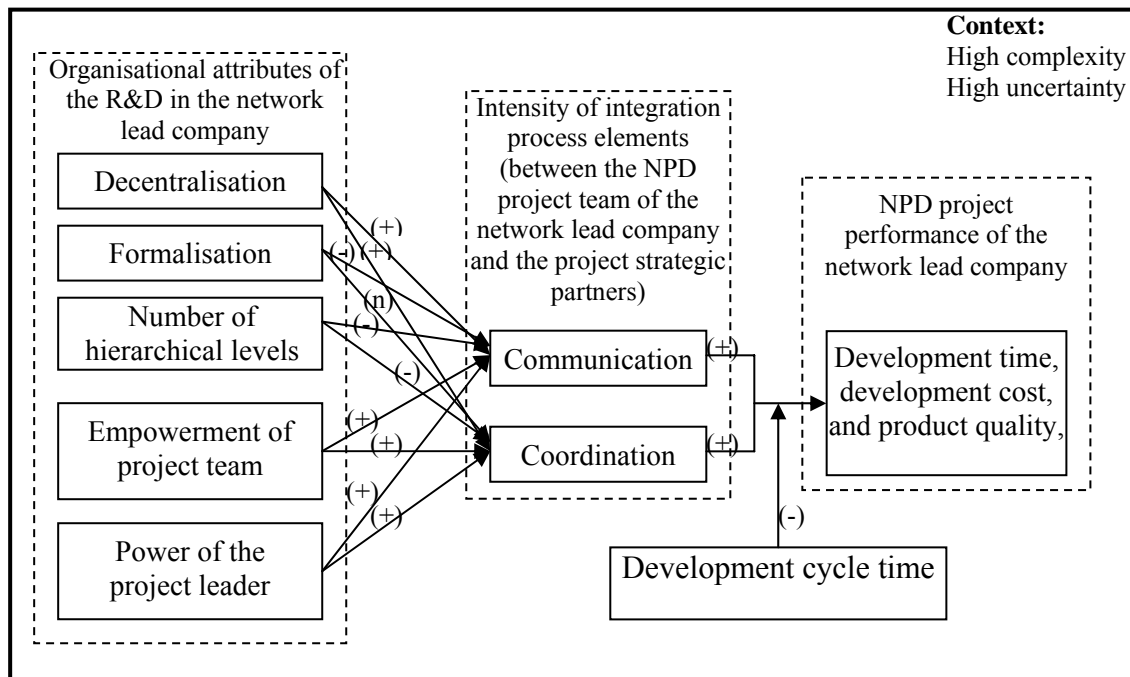 Context:
High complexity
High uncertainty
Organisational attributes of
the R&D in the network
lead company
Decentralisation
Formalisation
Number of
hierarchical levels
Empowerment of
project team
Power of the
project leader
(+)
(-)
(+)
(n)
(-)
(-)
(+)
(+)
(+)
(+)
Intensity of integration
process elements
(between the NPD
project team of the
network lead company
and the project strategic
partners)
Communication
Coordination
(+)
(+)
NPD project
performance of the
network lead company
Development time,
development cost,
and product quality,
(-)
Development cycle time